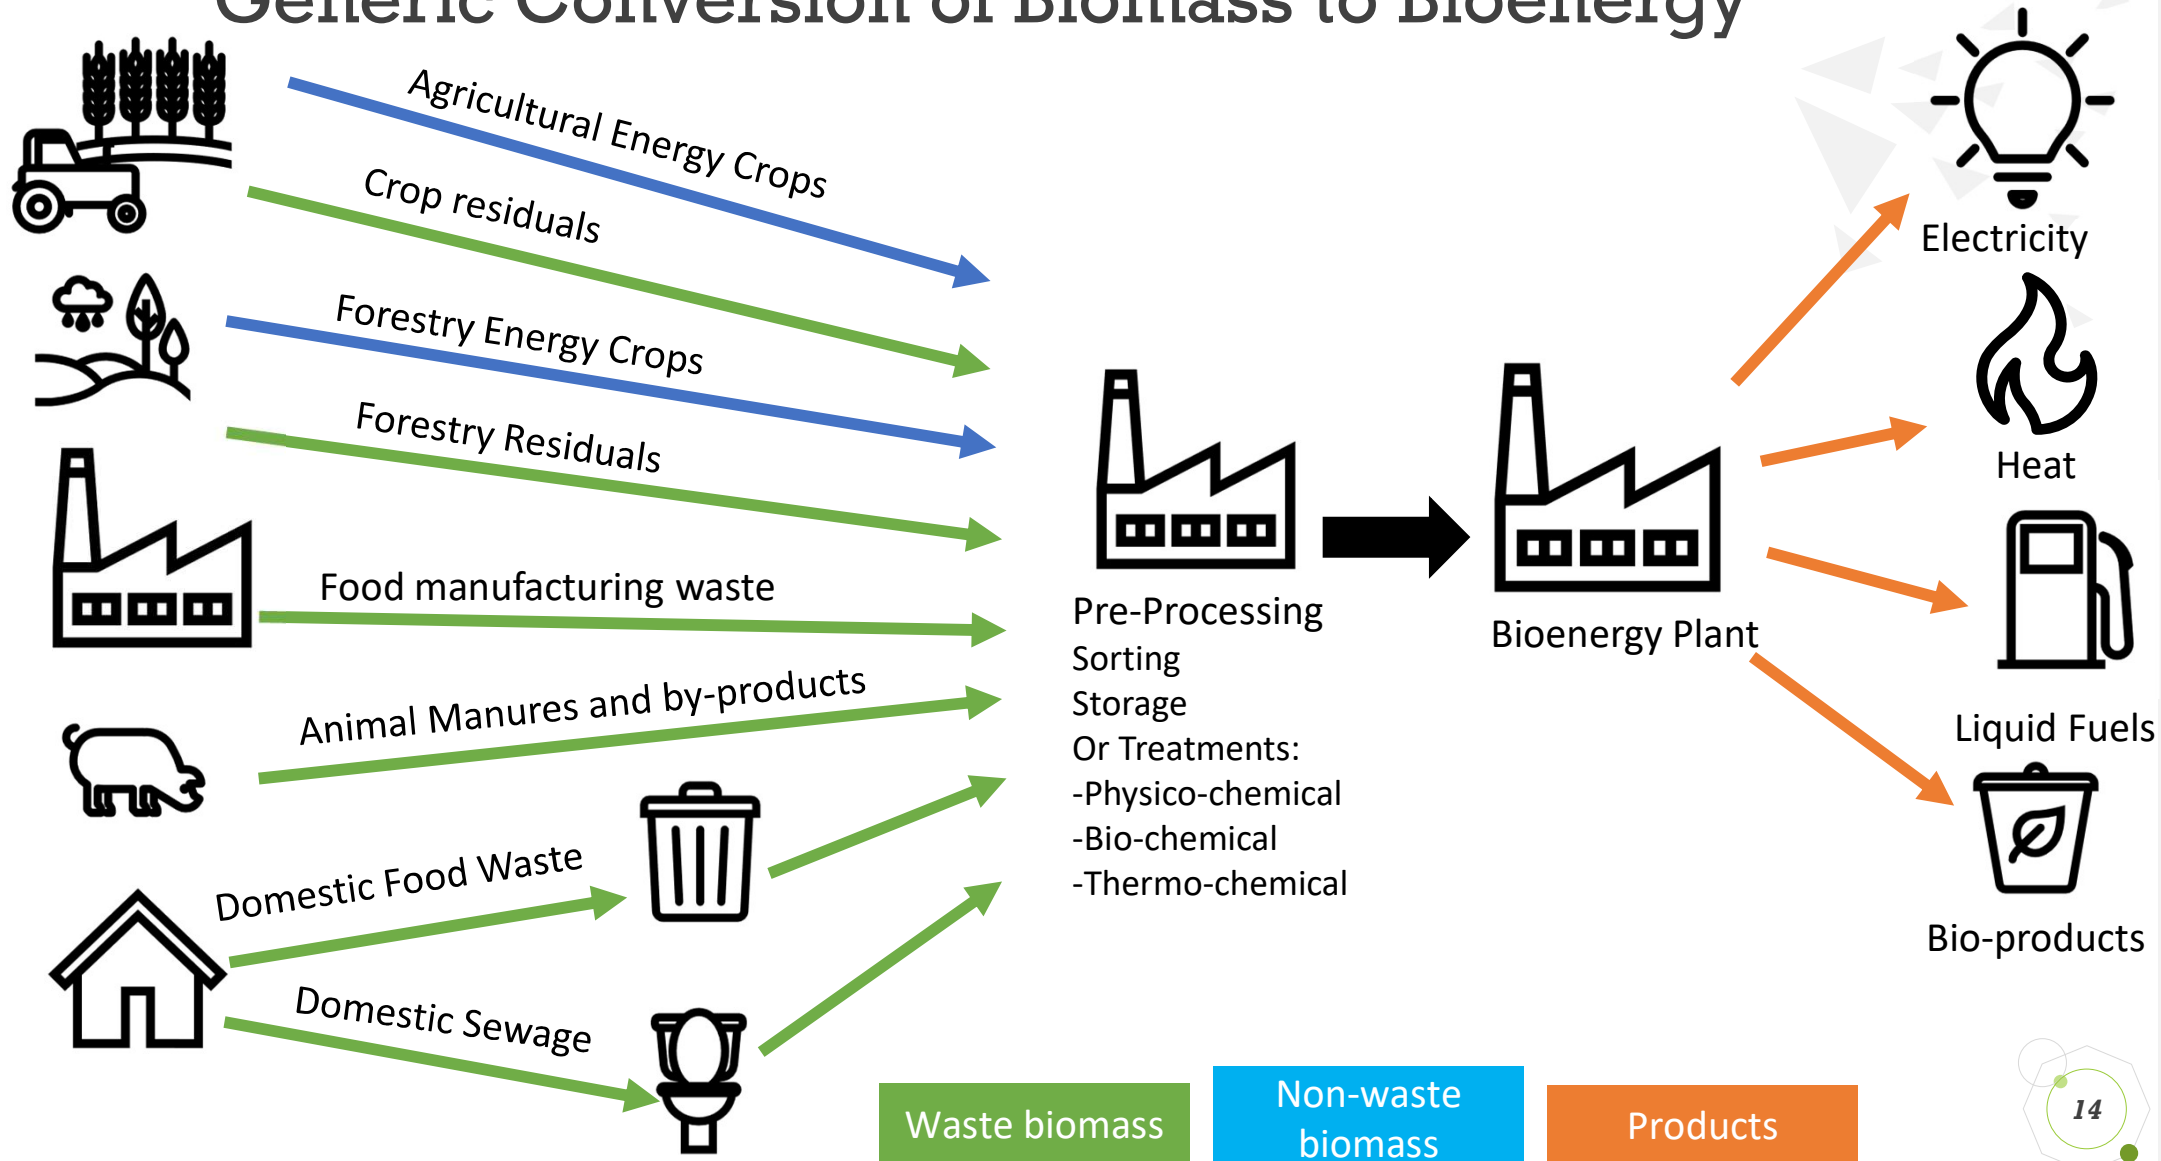 Generic Conversion of Biomass to Bioenergy
Agricultural Energy Crops
Crop residuals
Forestry Energy Crops
Forestry Residuals
Food manufacturing waste
Animal Manures and by-products
Domestic Food Waste
Domestic Sewage
Pre-Processing
Sorting
Storage
Or Treatments:
-Physico-chemical
-Bio-chemical
-Thermo-chemical
Bioenergy Plant
Electricity
Heat
Liquid Fuels
Bio-products
Waste biomass
Non-waste
biomass
Products
14